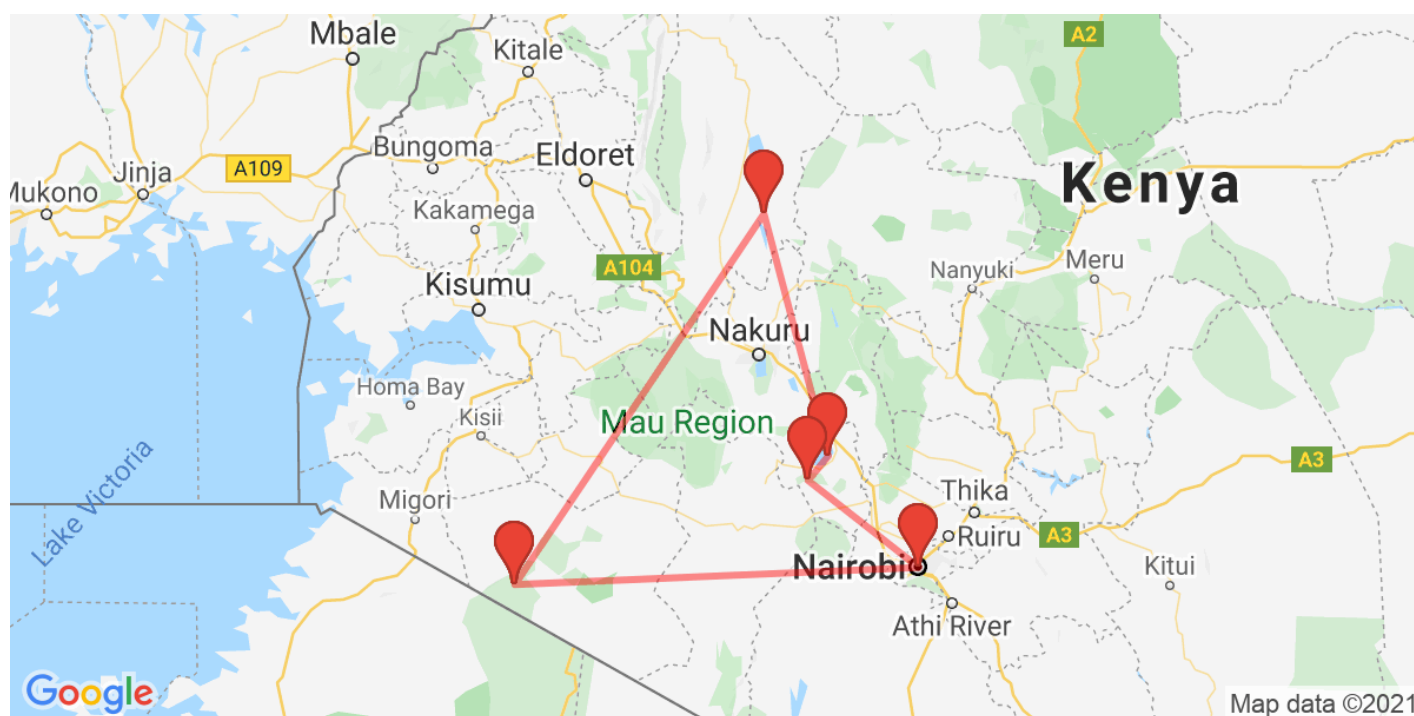 Mbale
Kitale
A2
Bungoma
Eldoret
Jinja
A109
Mukono
Kenya
Kakamega
A104
Nanyuki
Meru
Kisumu
Nakuru
Homa Bay
Kisii
Mau Region
A3
Lake Victoria
Migori
Thika
Ruiru
A3
Nairobi
Kitui
Athi River
Google
Map data ©2021